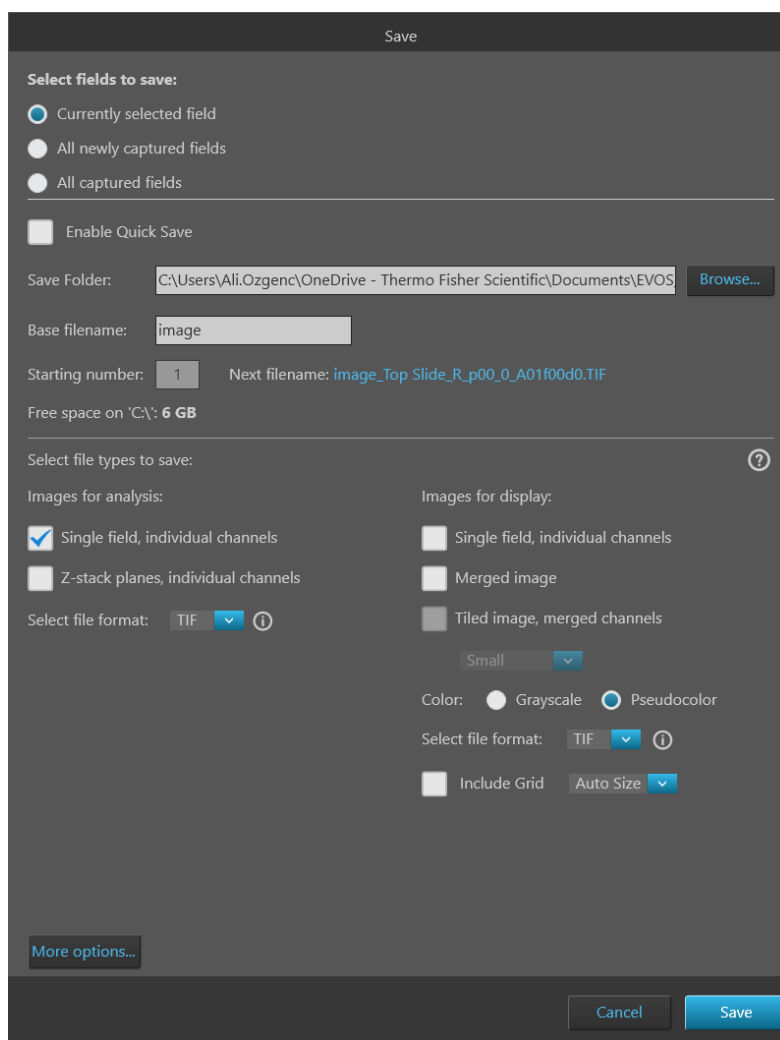 Save
Select fields to save:
Currently selected field
All newly captured fields
All captured fields
Enable Quick Save
Save Folder: C:\Users\Ali.Ozgenc\OneDrive - Thermo Fisher Scientific\Documents\EVOS_ Browse...
Base filename: image
Starting number: 1 Next filename: image_Top Slide_R_p00_0_A01f00d0.TIF
Free space on 'C:\': 6 GB
Select file types to save: ?
Images for analysis: Images for display:
Single field, individual channels Single field, individual channels
Z-stack planes, individual channels Merged image
Select file format: TIF i Tiled image, merged channels
Small
Color: Grayscale Pseudocolor
Select file format: TIF i
Include Grid Auto Size
More options...
Cancel Save